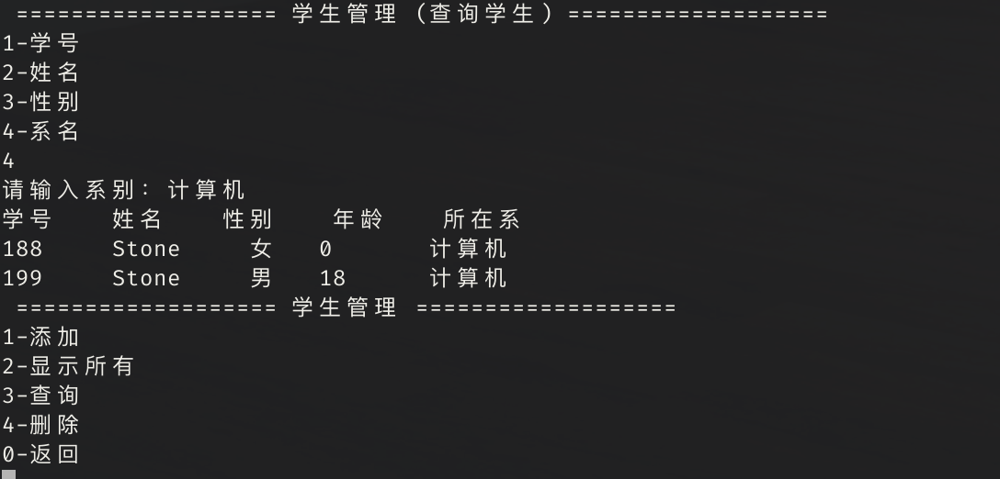 =================== 学生管理 (查询学生) ===================
1-学号
2-姓名
3-性别
4-系名
4
请输入系别: 计算机
学号 姓名 性别 年龄 所在系
188 Stone 女 0 计算机
199 Stone 男 18 计算机
=================== 学生管理 ===================
1-添加
2-显示所有
3-查询
4-删除
0-返回